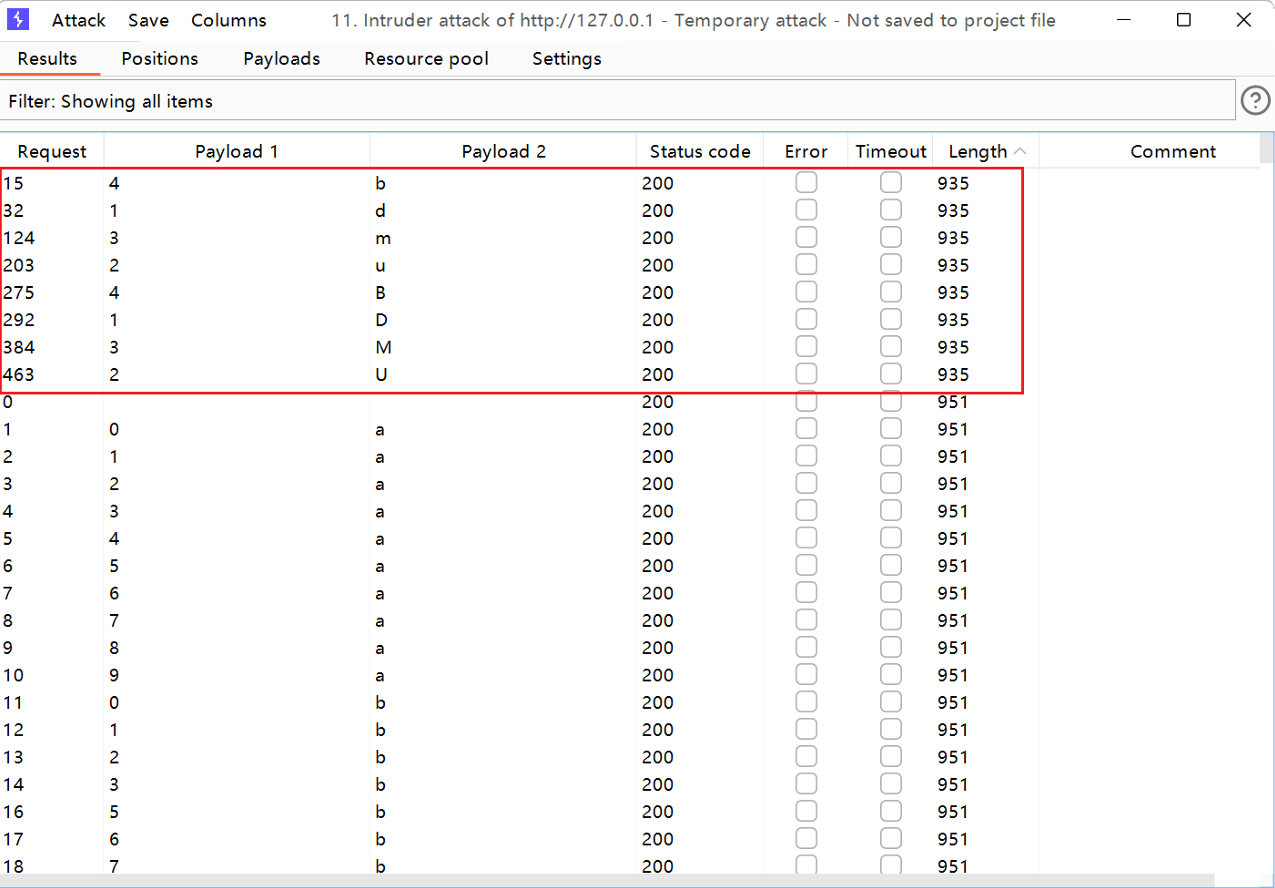 Attack Save Columns 11. Intruder attack of http://127.0.0.1 - Temporary attack - Not saved to project file
Results Positions Payloads Resource pool Settings
Filter: Showing all items
Request Payload 1 Payload 2 Status code Error Timeout Length Comment
15 4 b 200 935
32 1 d 200 935
124 3 m 200 935
203 2 u 200 935
275 4 B 200 935
292 1 D 200 935
384 3 M 200 935
463 2 U 200 935
0 200 951
1 0 a 200 951
2 1 a 200 951
3 2 a 200 951
4 3 a 200 951
5 4 a 200 951
6 5 a 200 951
7 6 a 200 951
8 7 a 200 951
9 8 a 200 951
10 9 a 200 951
11 0 b 200 951
12 1 b 200 951
13 2 b 200 951
14 3 b 200 951
16 5 b 200 951
17 6 b 200 951
18 7 b 200 951